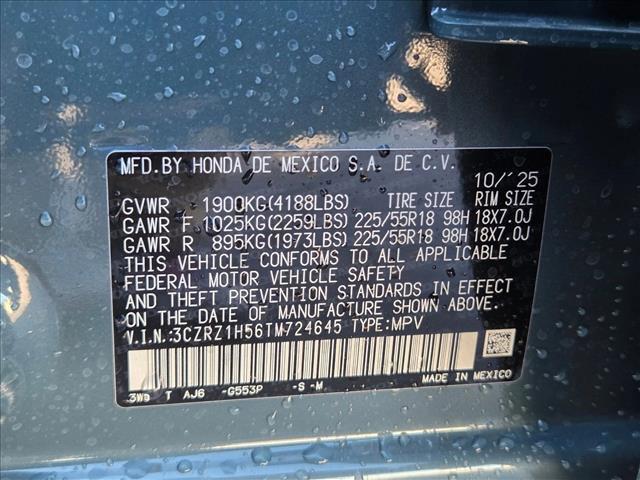 MFD.BY HONDA DE MEXICO S.A. DE C.V. 10/'25
GVWR 1900KG(4188LBS) TIRE SIZE RIM SIZE
GAWR F 1025KG(2259LBS) 225/55R18 98H 18X7.0J
GAWR R 895KG(1973LBS) 225/55R18 98H 18X7.0J
THIS VEHICLE CONFORMS TO ALL APPLICABLE
FEDERAL MOTOR VEHICLE SAFETY
AND THEFT PREVENTION STANDARDS IN EFFECT
ON THE DATE OF MANUFACTURE SHOWN ABOVE.
V.I.N.:3CZRZ1H56TM724645 TYPE:MPV
T AJ6 -G553P -S -M MADE IN MEXICO